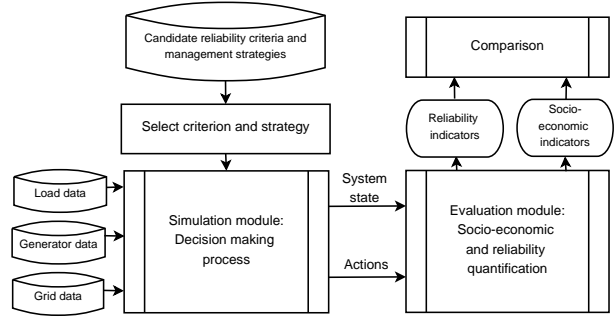 Candidate reliability criteria and
management strategies
Select criterion and strategy
Load data
Generator data
Grid data
Simulation module:
Decision making
process
System
state
Actions
Comparison
Reliability
indicators
Socio-
economic
indicators
Evaluation module:
Socio-economic
and reliability
quantification